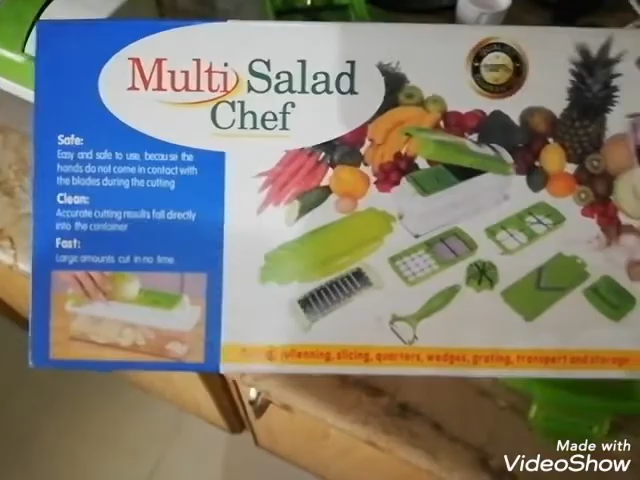 Multi Salad
Chef
Safe:
Easy and safe to use, because the
hands do not come in contact with
the blades during the cutting
Clean:
Accurate cutting results fall directly
into the container
Fast:
Large amounts cut in no time
julienning, slicing, quarters, wedges, grating, transport and storage
Made with
VideoShow